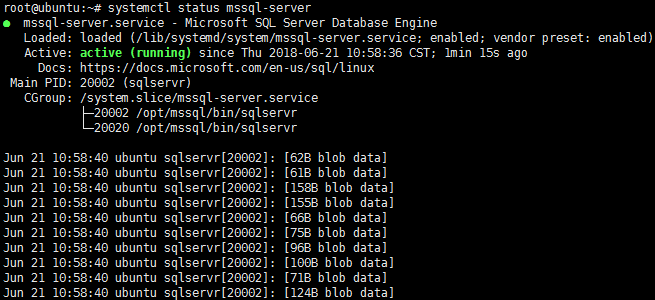 root@ubuntu:~# systemctl status mssql-server
● mssql-server.service - Microsoft SQL Server Database Engine
Loaded: loaded (/lib/systemd/system/mssql-server.service; enabled; vendor preset: enabled)
Active: active (running) since Thu 2018-06-21 10:58:36 CST; 1min 15s ago
Docs: https://docs.microsoft.com/en-us/sql/linux
Main PID: 20002 (sqlservr)
CGroup: /system.slice/mssql-server.service
├─20002 /opt/mssql/bin/sqlservr
└─20020 /opt/mssql/bin/sqlservr
Jun 21 10:58:40 ubuntu sqlservr[20002]: [62B blob data]
Jun 21 10:58:40 ubuntu sqlservr[20002]: [61B blob data]
Jun 21 10:58:40 ubuntu sqlservr[20002]: [158B blob data]
Jun 21 10:58:40 ubuntu sqlservr[20002]: [155B blob data]
Jun 21 10:58:40 ubuntu sqlservr[20002]: [66B blob data]
Jun 21 10:58:40 ubuntu sqlservr[20002]: [75B blob data]
Jun 21 10:58:40 ubuntu sqlservr[20002]: [96B blob data]
Jun 21 10:58:40 ubuntu sqlservr[20002]: [100B blob data]
Jun 21 10:58:40 ubuntu sqlservr[20002]: [71B blob data]
Jun 21 10:58:40 ubuntu sqlservr[20002]: [124B blob data]